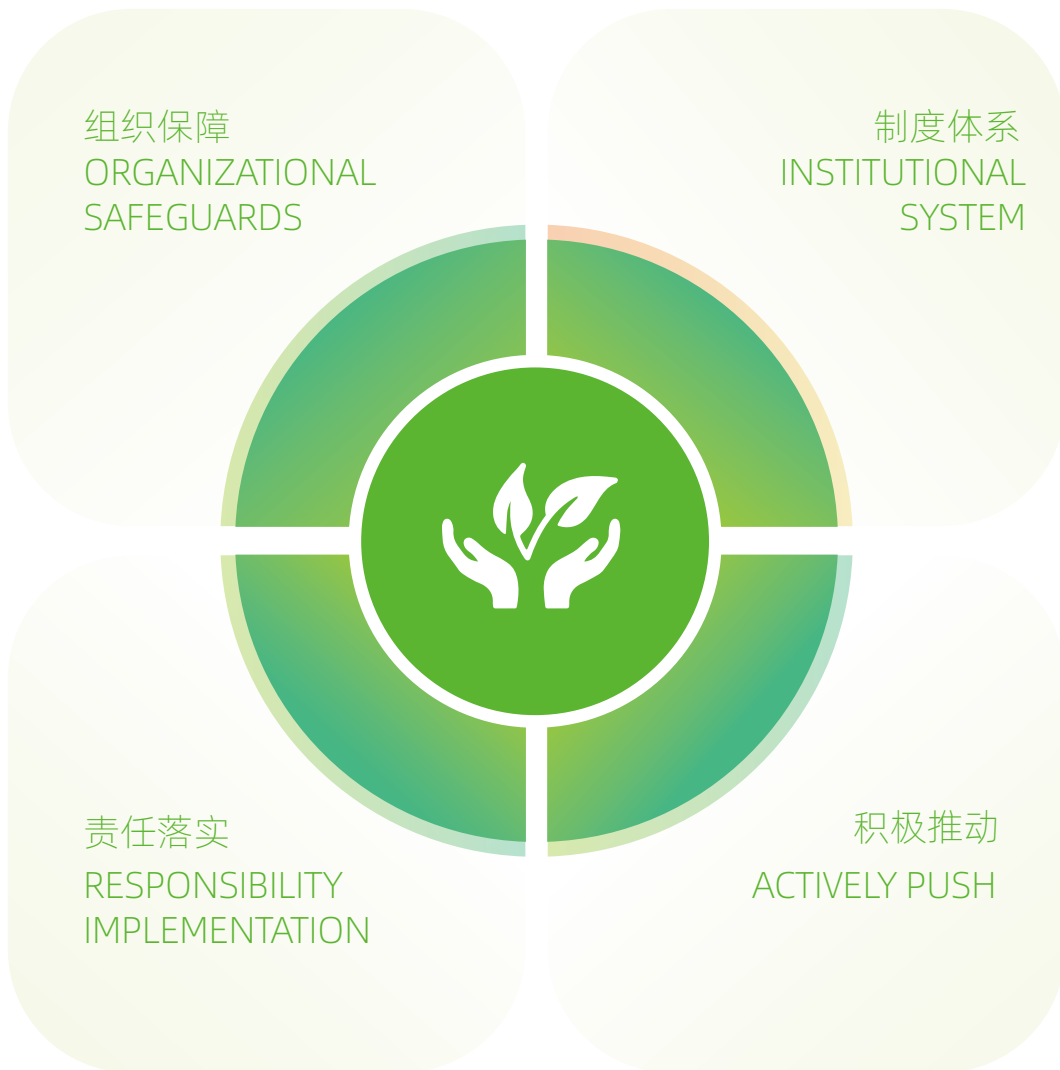 组织保障
ORGANIZATIONAL
SAFEGUARDS
制度体系
INSTITUTIONAL
SYSTEM
责任落实
RESPONSIBILITY
IMPLEMENTATION
积极推动
ACTIVELY PUSH